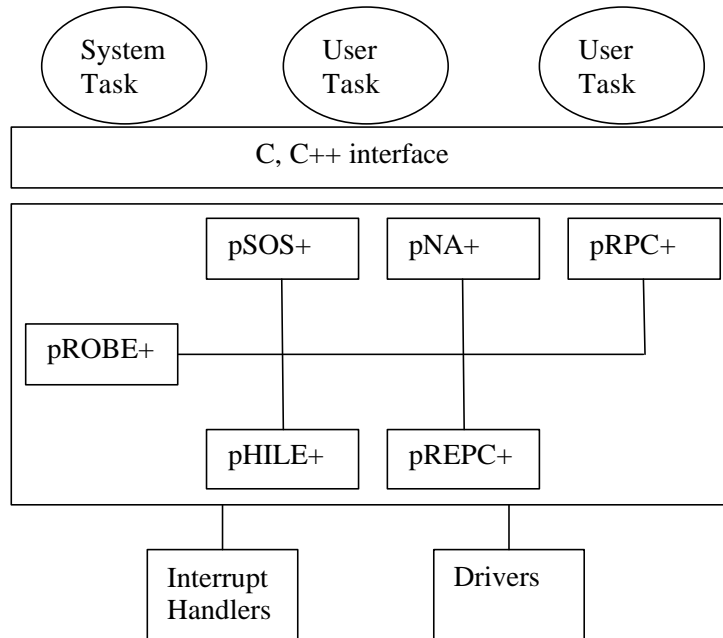 System
Task
User
Task
User
Task
C, C++ interface
pSOS+
pNA+
pRPC+
pROBE+
pHILE+
pREPC+
Interrupt
Handlers
Drivers